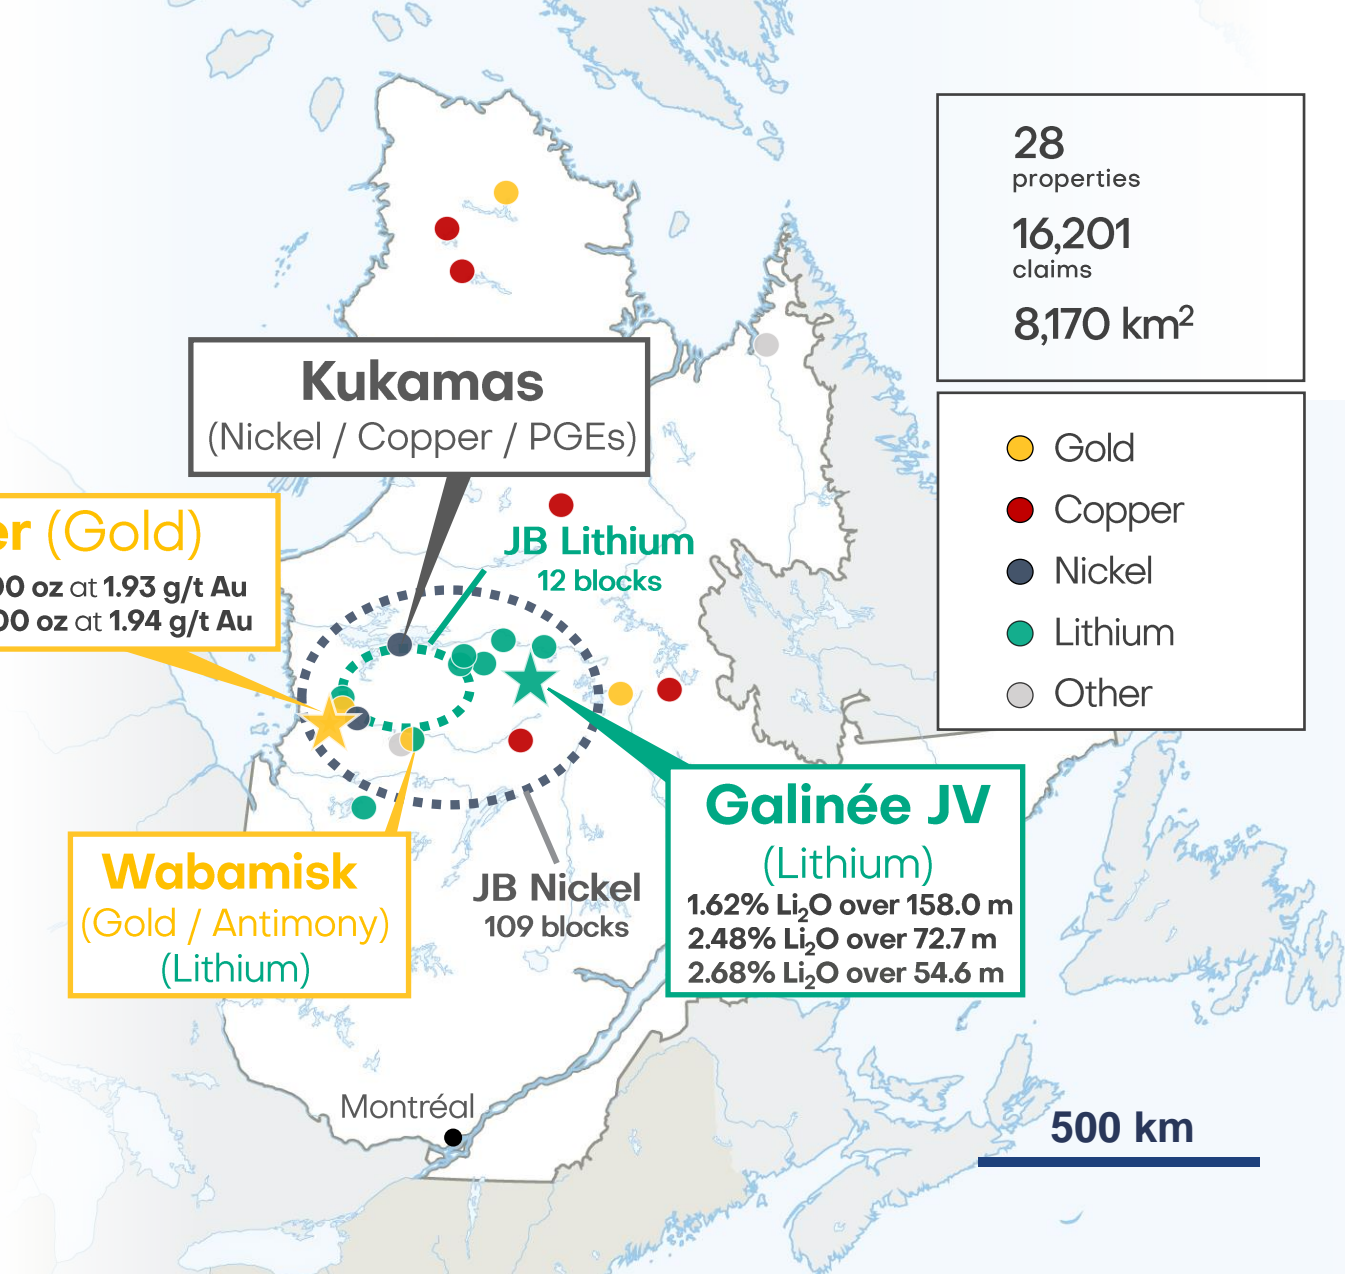 28
properties
16,201
claims
8,170 km²
Kukamas
(Nickel / Copper / PGEs)
Gold
Copper
Nickel
Lithium
Other
(Gold)
oz at 1.93 g/t Au
oz at 1.94 g/t Au
JB Lithium
12 blocks
Galinée JV
(Lithium)
1.62% Li₂O over 158.0 m
2.48% Li₂O over 72.7 m
2.68% Li₂O over 54.6 m
Wabamisk
(Gold / Antimony)
(Lithium)
JB Nickel
109 blocks
Montréal
500 km